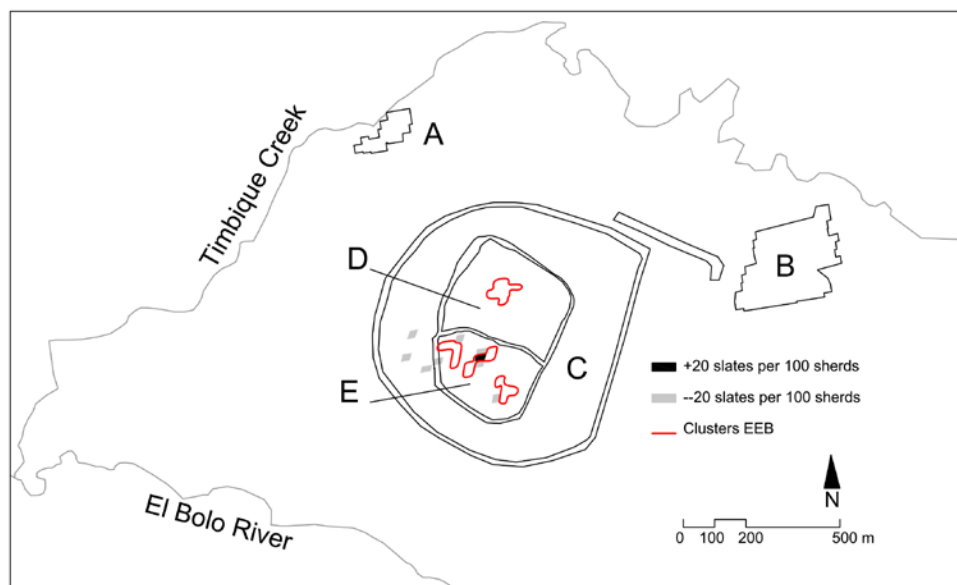 Timbique Creek
A
B
D
C
E
+20 slates per 100 sherds
--20 slates per 100 sherds
Clusters EEB
N
El Bolo River
0 100 200 500 m